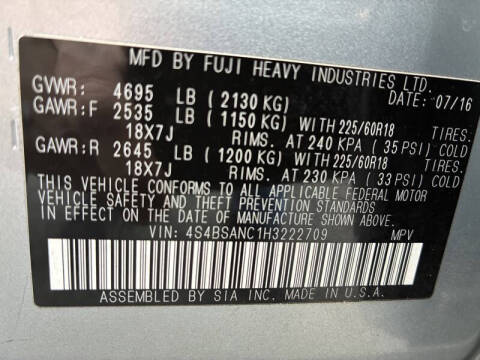 MFD BY FUJI HEAVY INDUSTRIES LTD.
DATE: 07/16
GVWR: 4695 LB (2130 KG)
GAWR:F 2535 LB (1150 KG) WITH 225/60R18 TIRES.
18X7J RIMS. AT 240 KPA (35 PSI) COLD
GAWR:R 2645 LB (1200 KG) WITH 225/60R18 TIRES.
18X7J RIMS. AT 230 KPA (33 PSI) COLD
THIS VEHICLE CONFORMS TO ALL APPLICABLE FEDERAL MOTOR
VEHICLE SAFETY AND THEFT PREVENTION STANDARDS
IN EFFECT ON THE DATE OF MANUFACTURE SHOWN ABOVE.
VIN: 4S4BSANC1H3222709 MPV
ASSEMBLED BY SIA INC. MADE IN U.S.A.